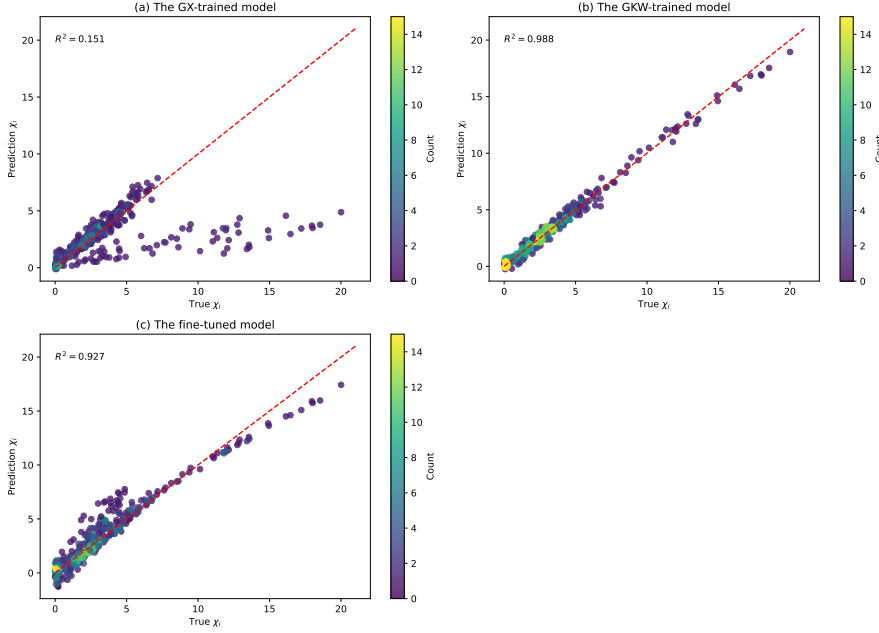 (a) The GX-trained model
R² = 0.151
Prediction χᵢ
20
15
10
5
0
0 5 10 15 20
True χᵢ
14
12
10
8
6
4
2
0
Count
(b) The GKW-trained model
R² = 0.988
Prediction χᵢ
20
15
10
5
0
0 5 10 15 20
True χᵢ
14
12
10
8
6
4
2
0
Count
(c) The fine-tuned model
R² = 0.927
Prediction χᵢ
20
15
10
5
0
0 5 10 15 20
True χᵢ
14
12
10
8
6
4
2
0
Count